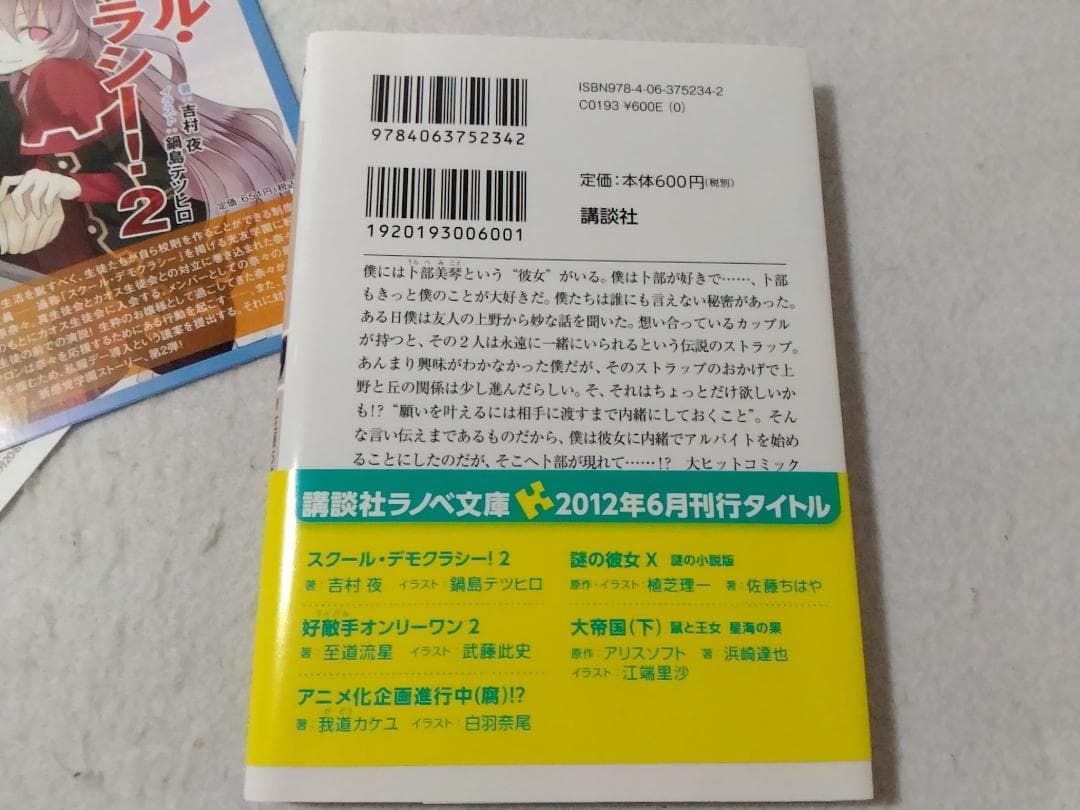 ル・
ラシー!・2
著:吉村 夜
イラスト:鍋島テツヒロ
定価:651円(税込
ISBN978-4-06-375234-2
C0193 ¥600E (0)
9784063752342
定価:本体600円(税別)
講談社
1920193006001
僕には卜部美琴という“彼女”がいる。僕は卜部が好きで……、卜部
もきっと僕のことが大好きだ。僕たちは誰にも言えない秘密があった。
ある日僕は友人の上野から妙な話を聞いた。想い合っているカップル
が持つと、その２人は永遠に一緒にいられるという伝説のストラップ。
あんまり興味がわかなかった僕だが、そのストラップのおかげで上
野と丘の関係は少し進んだらしい。そ、それはちょっとだけ欲しいか
も!? “願いを叶えるには相手に渡すまで内緒にしておくこと”。そん
な言い伝えまであるものだから、僕は彼女に内緒でアルバイトを始め
ることにしたのだが、そこへ卜部が現れて……!? 大ヒットコミック
講談社ラノベ文庫 2012年6月刊行タイトル
スクール・デモクラシー! 2
著:吉村 夜 イラスト:鍋島テツヒロ
好敵手オンリーワン 2
著:至道流星 イラスト:武藤此史
アニメ化企画進行中(腐)!?
著:我道カケユ イラスト:白羽奈尾
謎の彼女 X 謎の小説版
原作・イラスト:植芝理一 著:佐藤ちはや
大帝国(下) 鼠と王女 星海の果
原作:アリスソフト 著:浜崎達也
イラスト:江端里沙